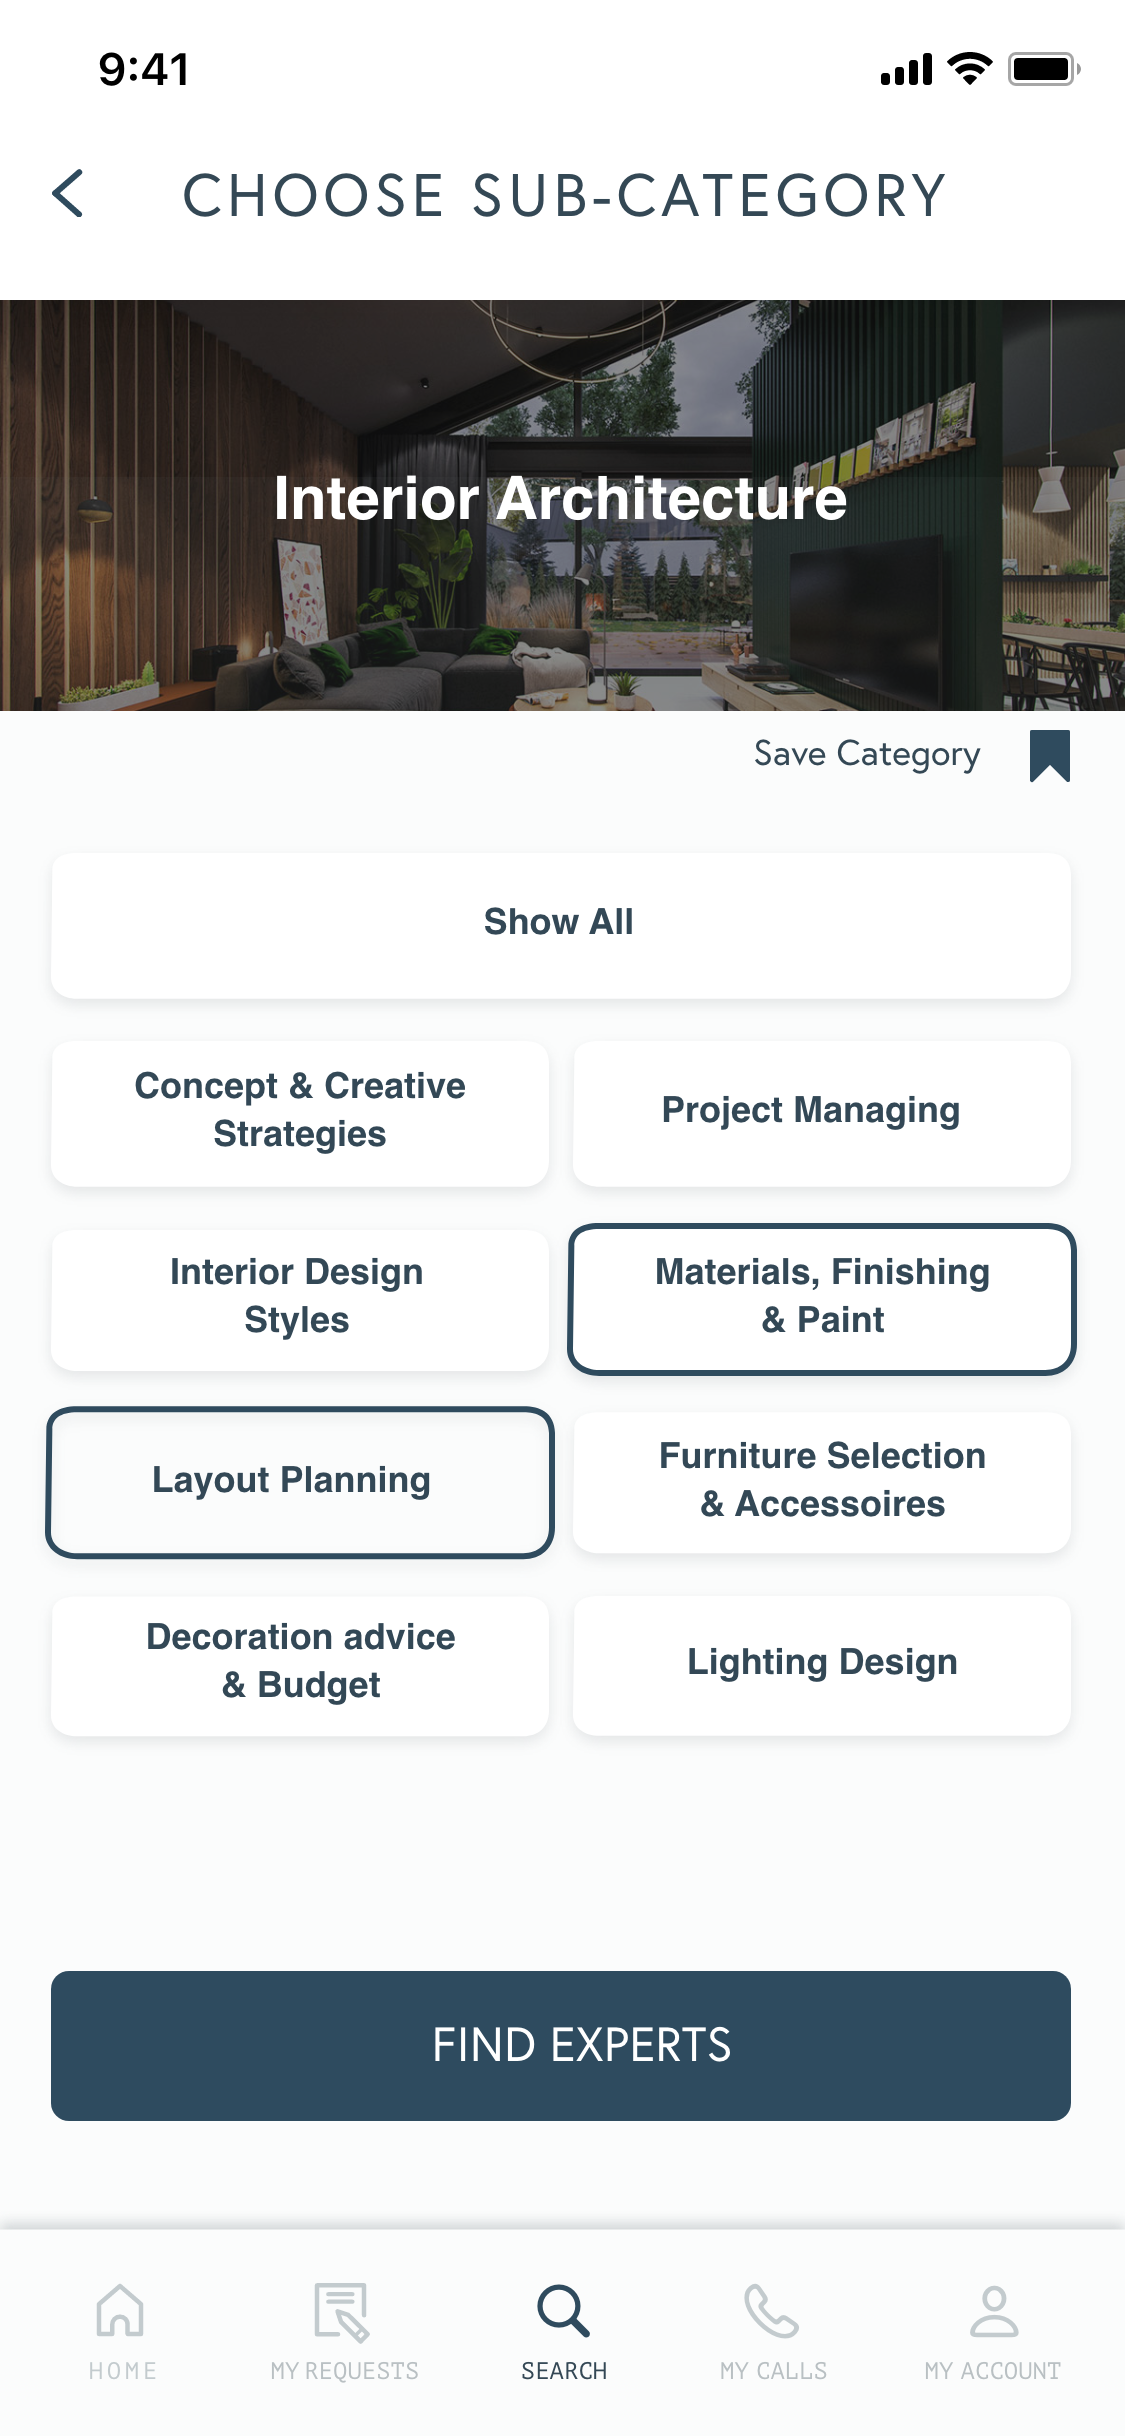 9:41
CHOOSE SUB-CATEGORY
Interior Architecture
Save Category
Show All
Concept & Creative
Strategies
Project Managing
Interior Design
Styles
Materials, Finishing
& Paint
Layout Planning
Furniture Selection
& Accessoires
Decoration advice
& Budget
Lighting Design
FIND EXPERTS
HOME
MY REQUESTS
SEARCH
MY CALLS
MY ACCOUNT